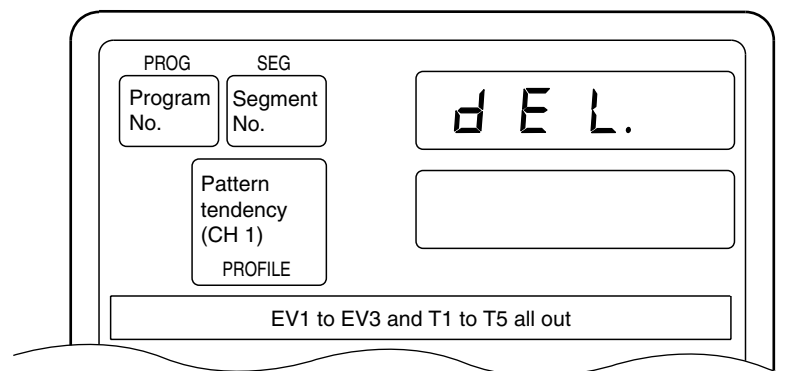 PROG
SEG
Program
No.
Segment
No.
dEL.
Pattern
tendency
(CH 1)
PROFILE
EV1 to EV3 and T1 to T5 all out